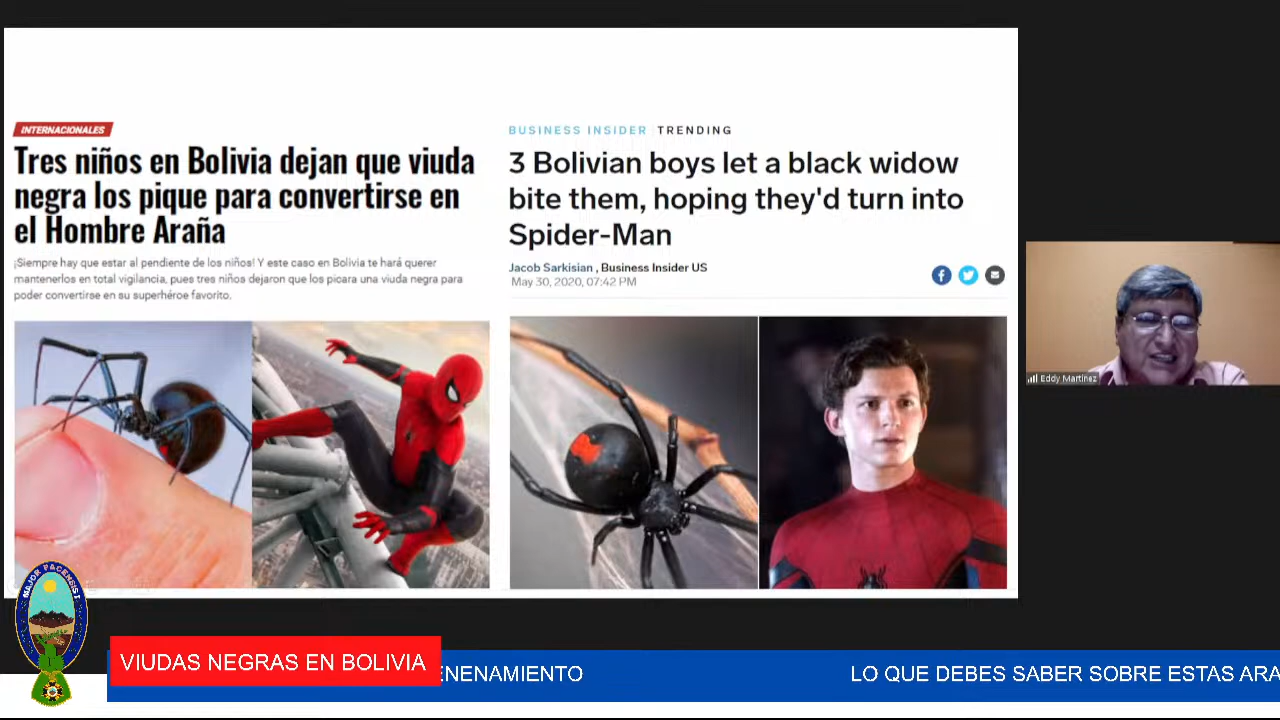 INTERNACIONALES
Tres niños en Bolivia dejan que viuda
negra los pique para convertirse en
el Hombre Araña
¡Siempre hay que estar al pendiente de los niños! Y este caso en Bolivia te hará querer
mantenerlos en total vigilancia, pues tres niños dejaron que los picara una viuda negra para
poder convertirse en su superhéroe favorito.
BUSINESS INSIDER TRENDING
3 Bolivian boys let a black widow
bite them, hoping they'd turn into
Spider-Man
Jacob Sarkisian , Business Insider US
May 30, 2020, 07:42 PM
Eddy Martínez
MAJOR PACENSIS
VIUDAS NEGRAS EN BOLIVIA
ENENAMIENTO
LO QUE DEBES SABER SOBRE ESTAS ARA